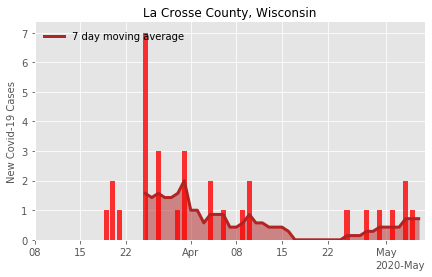 La Crosse County, Wisconsin
7 day moving average
New Covid-19 Cases
7
6
5
4
3
2
1
0
08 15 22 Apr 08 15 22 May
2020-May